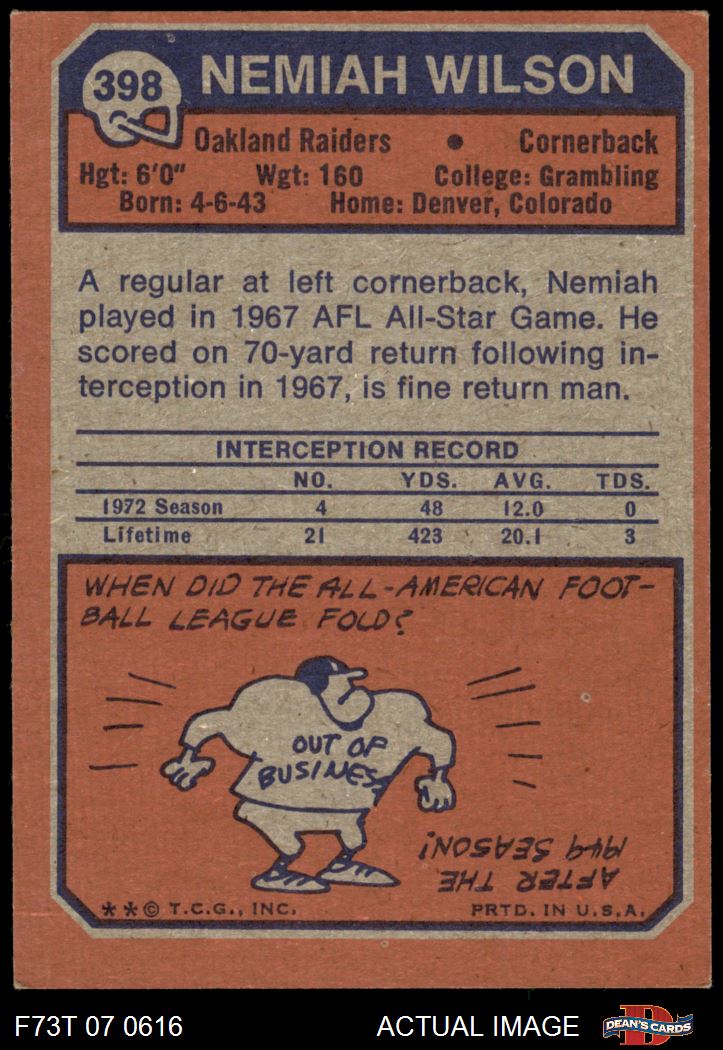 398
NEMIAH WILSON
Oakland Raiders • Cornerback
Hgt: 6'0" Wgt: 160 College: Grambling
Born: 4-6-43 Home: Denver, Colorado
A regular at left cornerback, Nemiah
played in 1967 AFL All-Star Game. He
scored on 70-yard return following in-
terception in 1967, is fine return man.
INTERCEPTION RECORD
NO. YDS. AVG. TDS.
1972 Season 4 48 12.0 0
Lifetime 21 423 20.1 3
WHEN DID THE ALL-AMERICAN FOOT-
BALL LEAGUE FOLD?
OUT OF
BUSINESS
AFTER THE
1949 SEASON!
**© T.C.G., INC. PRTD. IN U.S.A.
F73T 07 0616 ACTUAL IMAGE
D
DEAN'S CARDS